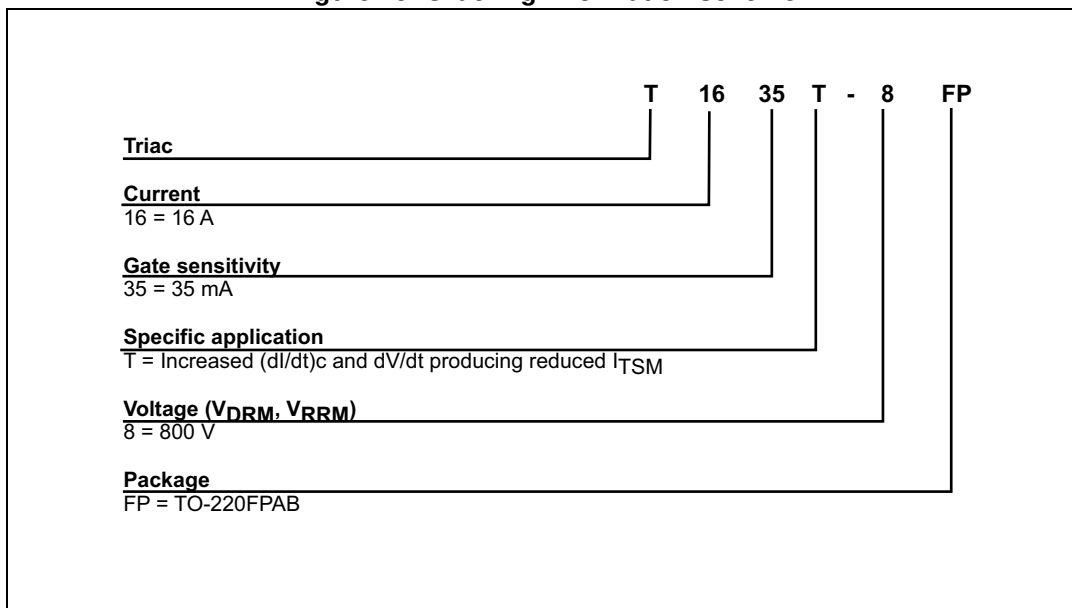 T 16 35 T - 8 FP
Triac
Current
16 = 16 A
Gate sensitivity
35 = 35 mA
Specific application
T = Increased (dI/dt)c and dV/dt producing reduced ITSM
Voltage (VDRM, VRRM)
8 = 800 V
Package
FP = TO-220FPAB